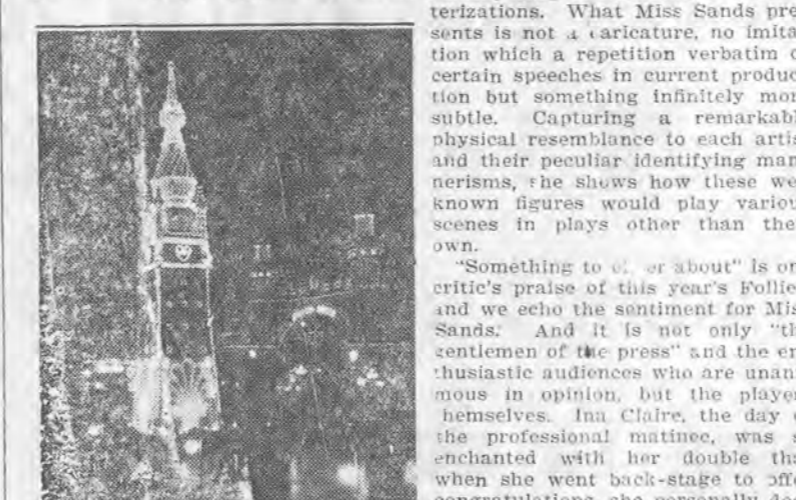 terizations. What Miss Sands pre
sents is not a caricature, no imita
tion which a repetition verbatim o
certain speeches in current produc
tion but something infinitely mor
subtle. Capturing a remarkabl
physical resemblance to each artis
and their peculiar identifying man
nerisms, she shows how these we
known figures would play variou
scenes in plays other than the
own.
"Something to about" is on
critic's praise of this year's Follie
and we echo the sentiment for Mis
Sands. And it is not only "th
gentlemen of the press" and the en
thusiastic audiences who are unan
mous in opinion, but the player
hemselves. Ina Claire, the day o
the professional matinee, was s
enchanted with her double tha
when she went back-stage to offe
congratulations she personally